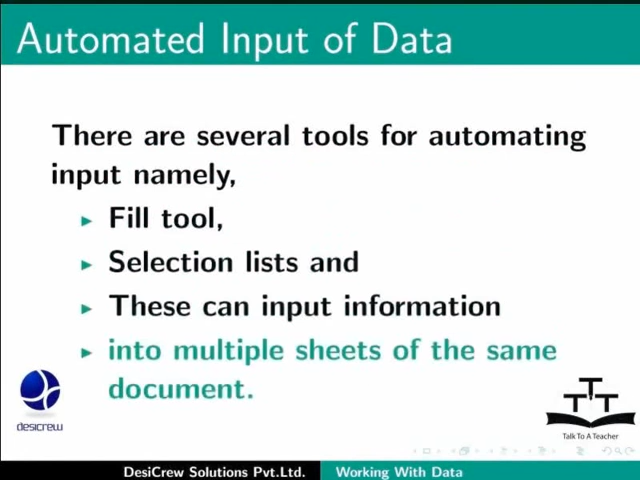 Automated Input of Data
There are several tools for automating
input namely,
Fill tool,
Selection lists and
These can input information
into multiple sheets of the same
document.
desicrew
TTT
Talk To A Teacher
DesiCrew Solutions Pvt.Ltd. Working With Data